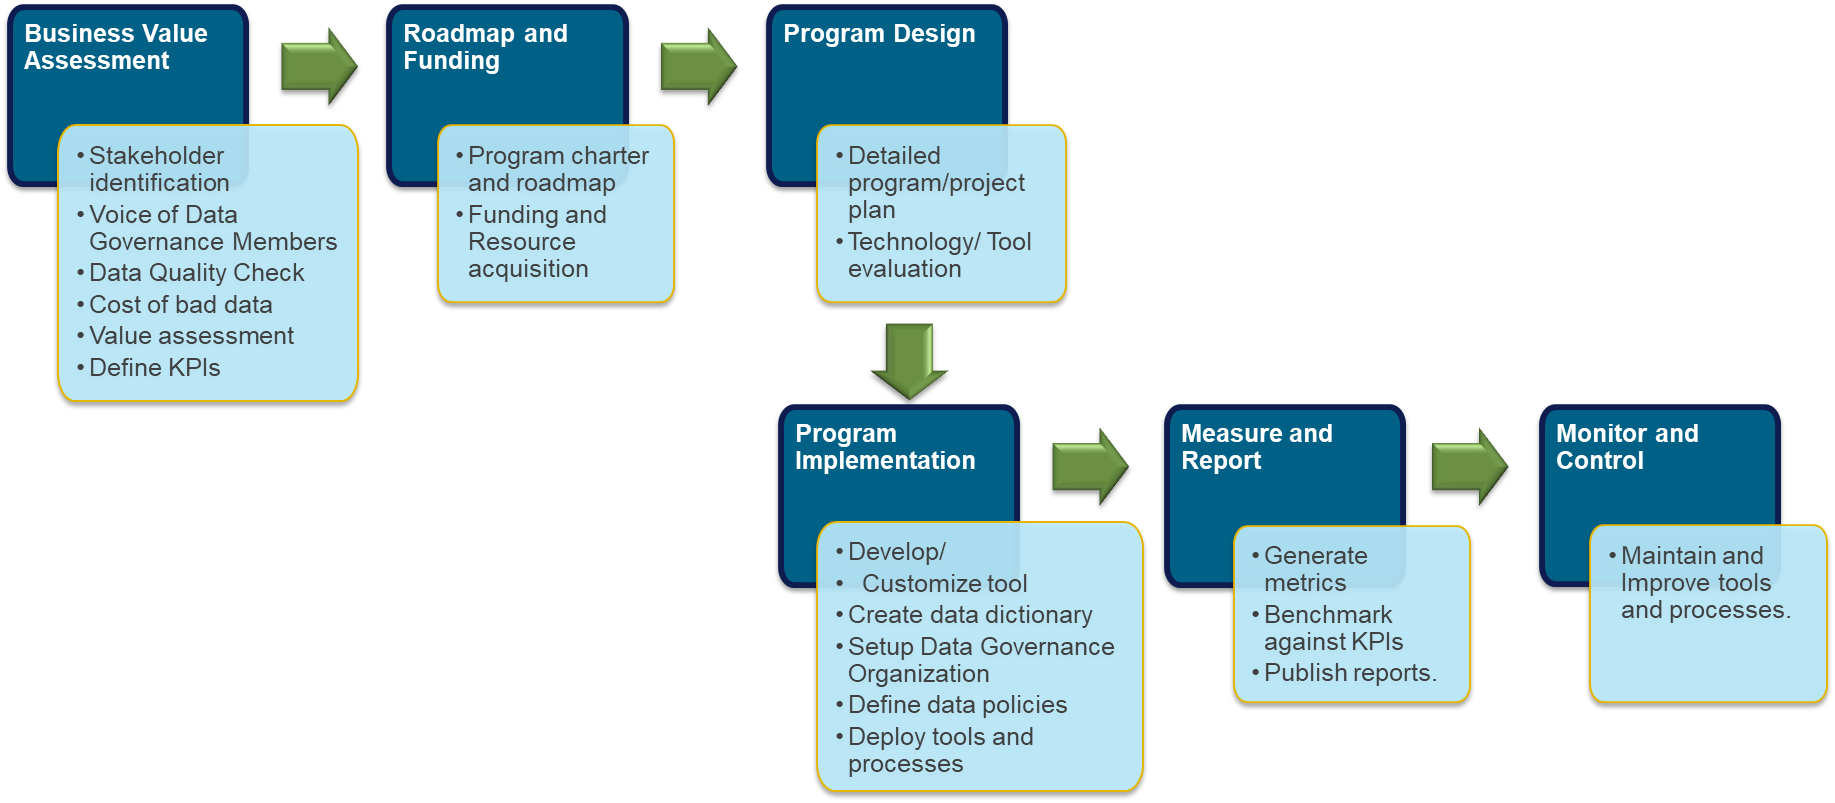 Business Value
Assessment
• Stakeholder
identification
• Voice of Data
Governance Members
• Data Quality Check
• Cost of bad data
• Value assessment
• Define KPIs
Roadmap and
Funding
• Program charter
and roadmap
• Funding and
Resource
acquisition
Program Design
• Detailed
program/project
plan
• Technology/ Tool
evaluation
Program
Implementation
• Develop/
• Customize tool
• Create data dictionary
• Setup Data Governance
Organization
• Define data policies
• Deploy tools and
processes
Measure and
Report
• Generate
metrics
• Benchmark
against KPIs
• Publish reports.
Monitor and
Control
• Maintain and
Improve tools
and processes.